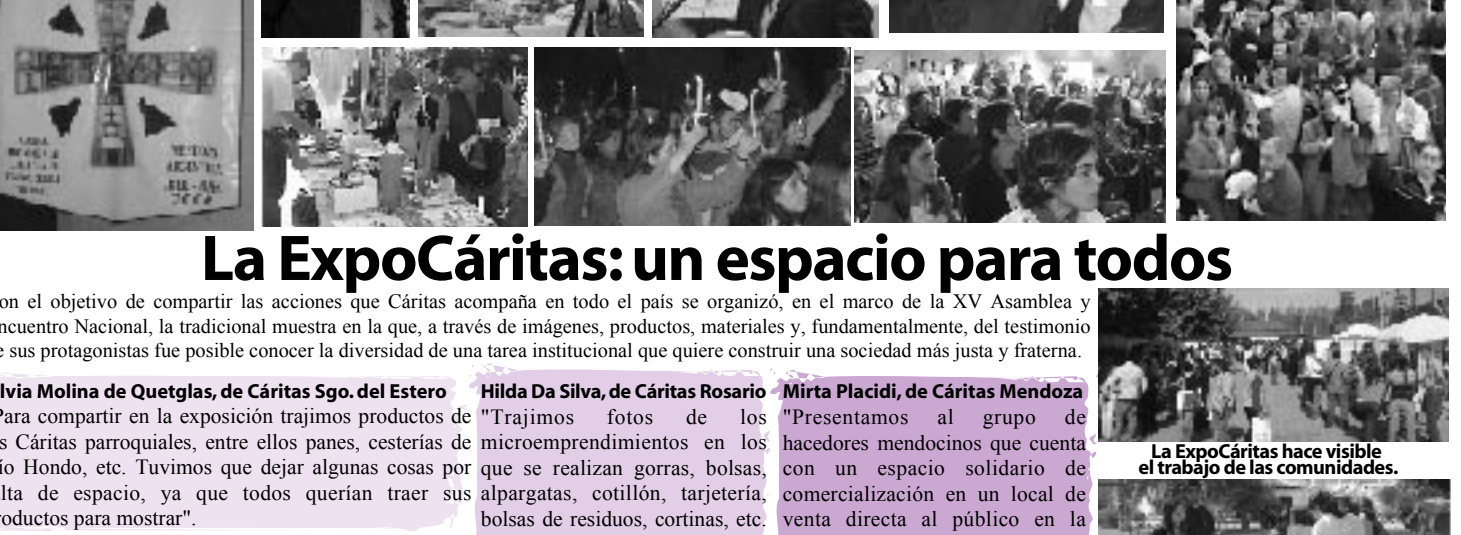 La ExpoCáritas: un espacio para todos
on el objetivo de compartir las acciones que Cáritas acompaña en todo el país se organizó, en el marco de la XV Asamblea y
ncuentro Nacional, la tradicional muestra en la que, a través de imágenes, productos, materiales y, fundamentalmente, del testimonio
e sus protagonistas fue posible conocer la diversidad de una tarea institucional que quiere construir una sociedad más justa y fraterna.
lvia Molina de Quetglas, de Cáritas Sgo. del Estero
Para compartir en la exposición trajimos productos de
s Cáritas parroquiales, entre ellos panes, cesterías de
ío Hondo, etc. Tuvimos que dejar algunas cosas por
lta de espacio, ya que todos querían traer sus
roductos para mostrar".
Hilda Da Silva, de Cáritas Rosario
"Trajimos fotos de los
microemprendimientos en los
que se realizan gorras, bolsas,
alpargatas, cotillón, tarjetería,
bolsas de residuos, cortinas, etc.
Mirta Placidi, de Cáritas Mendoza
"Presentamos al grupo de
hacedores mendocinos que cuenta
con un espacio solidario de
comercialización en un local de
venta directa al público en la
La ExpoCáritas hace visible
el trabajo de las comunidades.